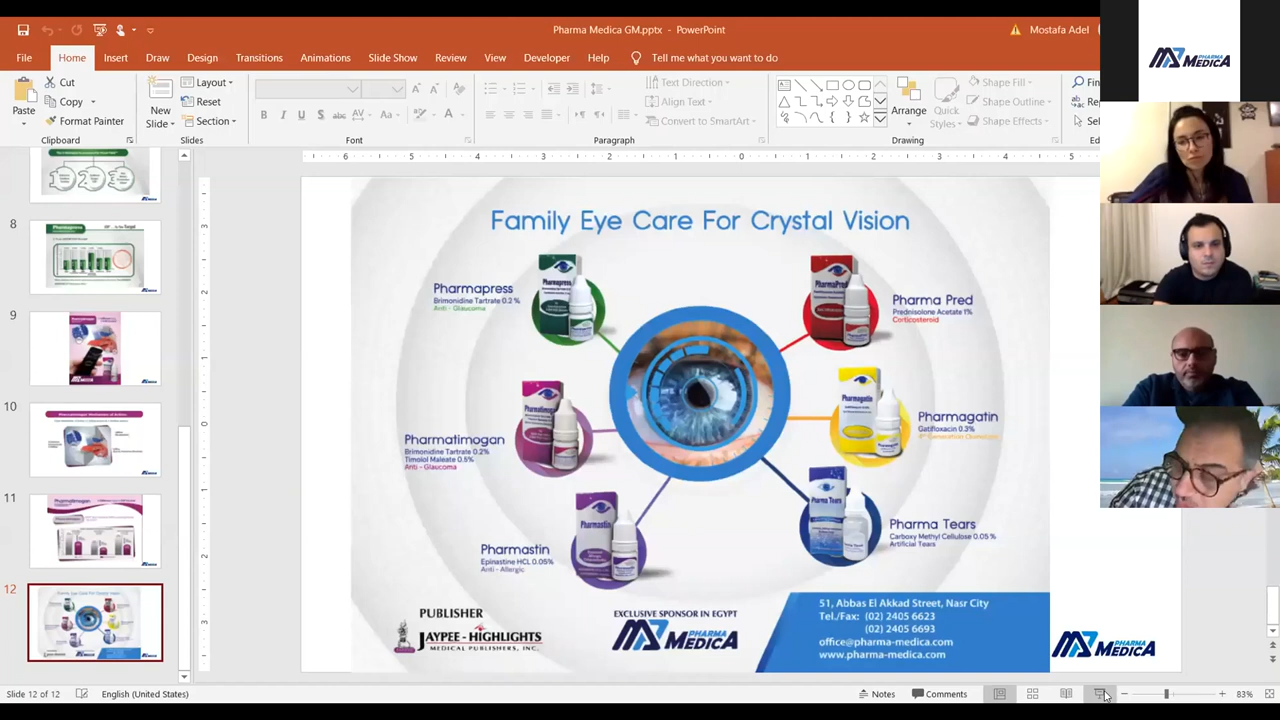 Pharma Medica GM.pptx - PowerPoint
Mostafa Adel
File Home Insert Draw Design Transitions Animations Slide Show Review View Developer Help Tell me what you want to do
Paste
Cut
Copy
Format Painter
Clipboard
New
Slide
Layout
Reset
Section
Slides
Font
Text Direction
Align Text
Convert to SmartArt
Paragraph
Arrange
Quick
Styles
Shape Fill
Shape Outline
Shape Effects
Drawing
PHARMA
MEDICA
8
9
10
11
12
Family Eye Care For Crystal Vision
Pharmapress
Brimonidine Tartrate 0.2 %
Anti - Glaucoma
Pharma Pred
Prednisolone Acetate 1%
Corticosteroid
Pharmatimogan
Brimonidine Tartrate 0.2%
Timolol Maleate 0.5%
Anti - Glaucoma
Pharmagatin
Gatifloxacin 0.3%
Pharmastin
Epinastine HCL 0.05%
Anti - Allergic
Pharma Tears
Carboxy Methyl Cellulose 0.05 %
Artificial Tears
PUBLISHER
JAYPEE - HIGHLIGHTS
MEDICAL PUBLISHERS, INC.
EXCLUSIVE SPONSOR IN EGYPT
PHARMA
MEDICA
51, Abbas El Akkad Street, Nasr City
Tel./Fax: (02) 2405 6623
(02) 2405 6693
office@pharma-medica.com
www.pharma-medica.com
PHARMA
MEDICA
Slide 12 of 12
English (United States)
Notes
Comments
83%